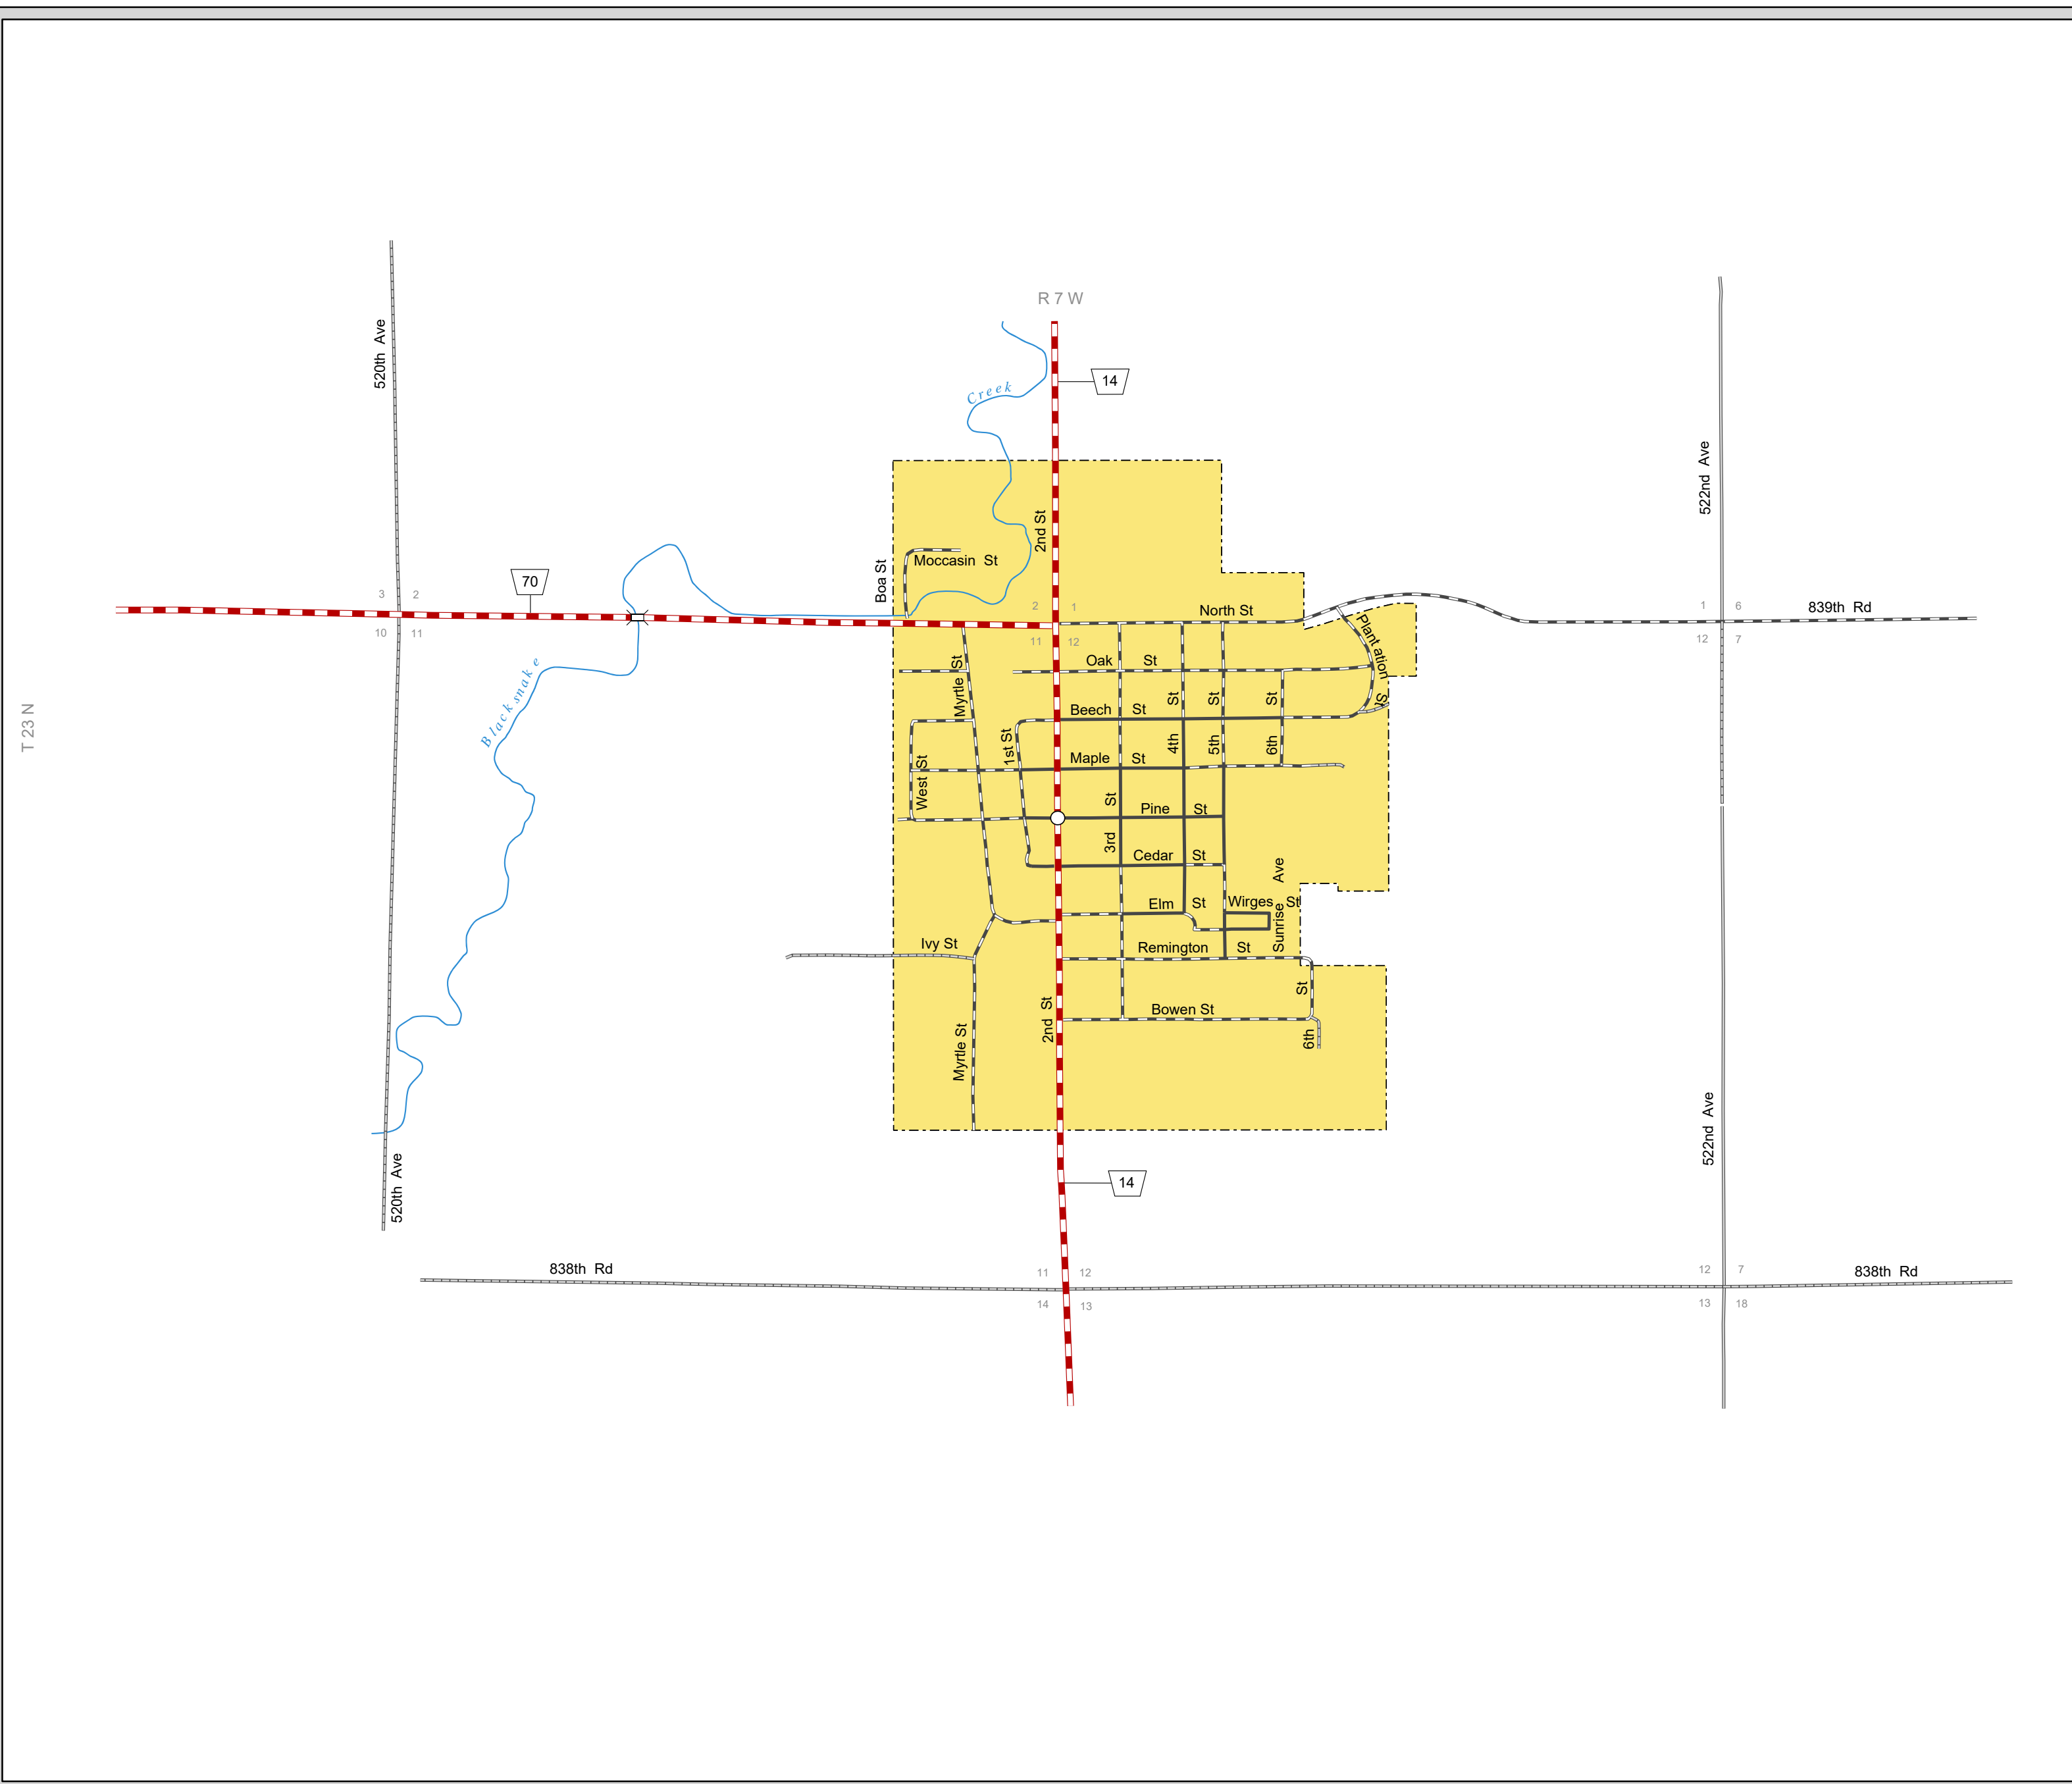 R 7 W
520th Ave
14
Creek
522nd Ave
2nd St
Moccasin St
Boa St
70
3
2
2
1
North St
1
6
839th Rd
10
11
11
12
12
7
Plantation St
Oak St
Myrtle St
Blacksnake
T 23 N
Beech St
St
St
St
1st St
4th
5th
6th
Maple St
West St
3rd St
Pine St
Cedar St
Sunrise Ave
Elm St
Wirges St
Ivy St
Remington St
2nd St
Bowen St
6th St
Myrtle St
522nd Ave
520th Ave
14
838th Rd
11
12
12
7
838th Rd
14
13
13
18